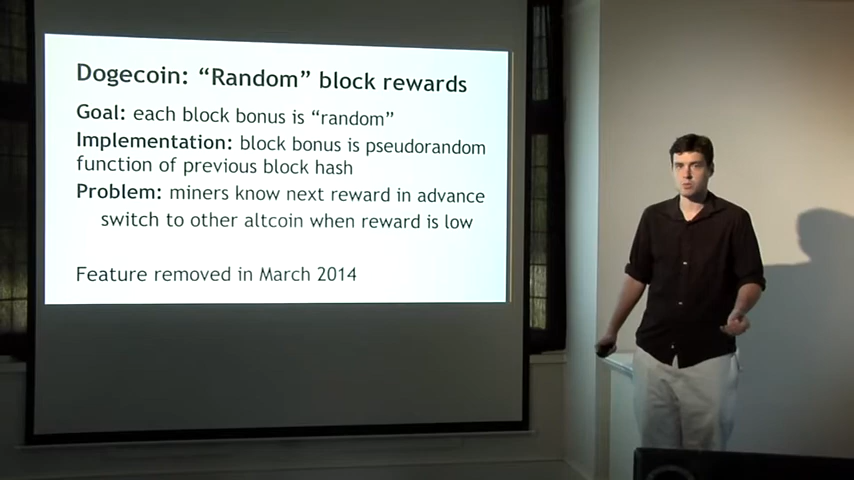 Dogecoin: “Random” block rewards
Goal: each block bonus is “random”
Implementation: block bonus is pseudorandom
function of previous block hash
Problem: miners know next reward in advance
switch to other altcoin when reward is low
Feature removed in March 2014